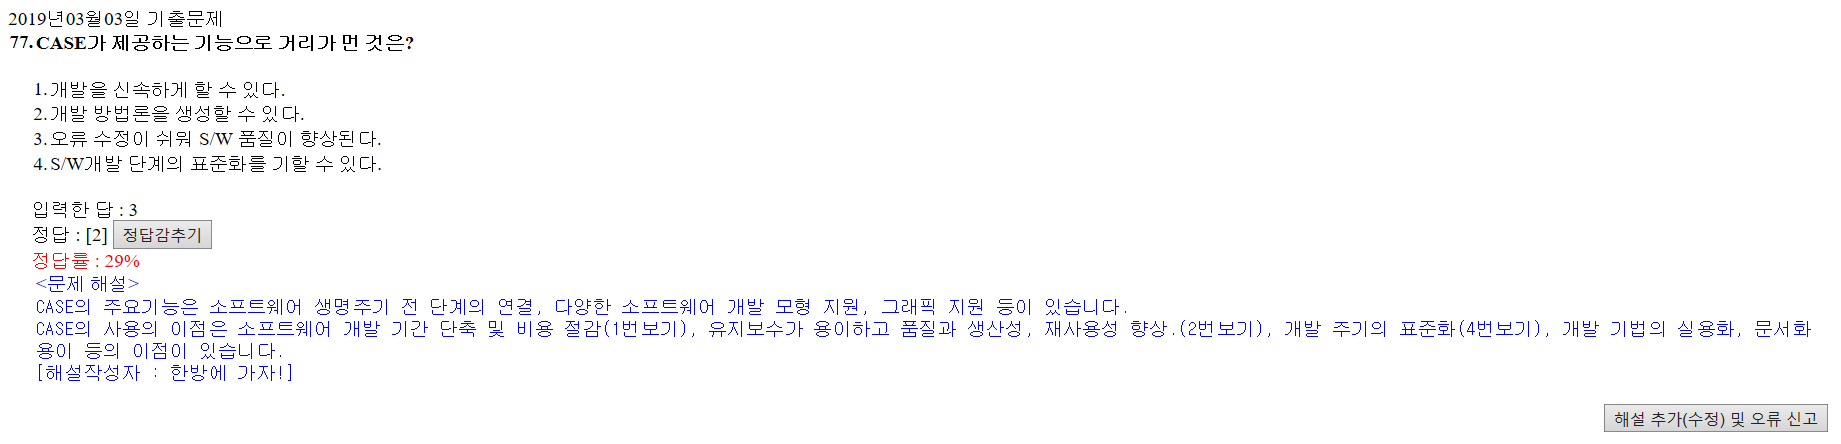 2019년03월03일 기출문제
77. CASE가 제공하는 기능으로 거리가 먼 것은?
1. 개발을 신속하게 할 수 있다.
2. 개발 방법론을 생성할 수 있다.
3. 오류 수정이 쉬워 S/W 품질이 향상된다.
4. S/W개발 단계의 표준화를 기할 수 있다.
입력한 답 : 3
정답 : [2] 정답감추기
정답률 : 29%
<문제 해설>
CASE의 주요기능은 소프트웨어 생명주기 전 단계의 연결, 다양한 소프트웨어 개발 모형 지원, 그래픽 지원 등이 있습니다.
CASE의 사용의 이점은 소프트웨어 개발 기간 단축 및 비용 절감(1번보기), 유지보수가 용이하고 품질과 생산성, 재사용성 향상.(2번보기), 개발 주기의 표준화(4번보기), 개발 기법의 실용화, 문서화
용이 등의 이점이 있습니다.
[해설작성자 : 한방에 가자!]
해설 추가(수정) 및 오류 신고